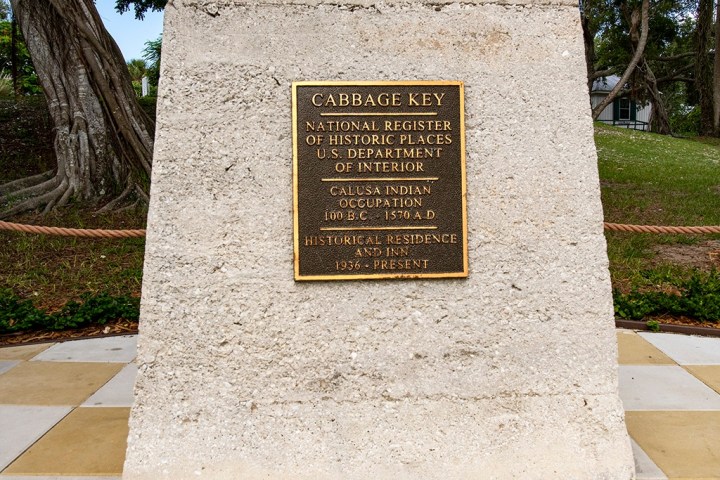 CABBAGE KEY
NATIONAL REGISTER
OF HISTORIC PLACES
U.S. DEPARTMENT
OF INTERIOR
CALUSA INDIAN
OCCUPATION
100 B.C. - 1570 A.D.
HISTORICAL RESIDENCE
AND INN
1936 - PRESENT